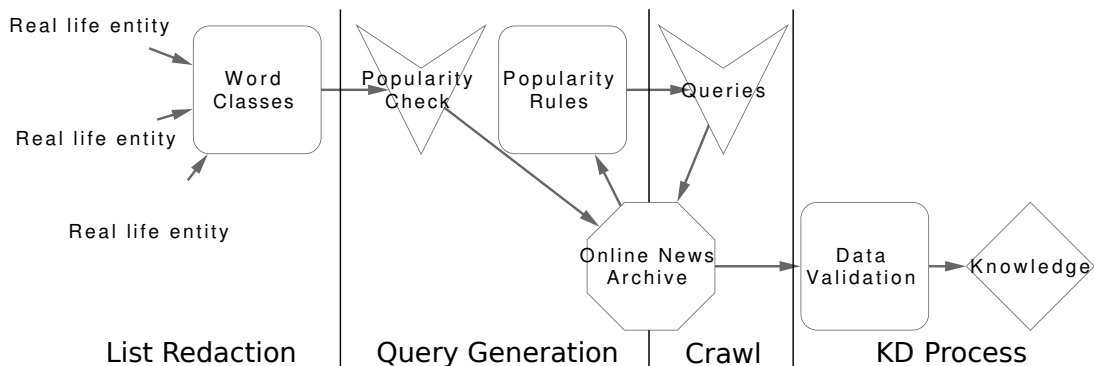 Real life entity
Real life entity
Real life entity
Word
Classes
Popularity
Check
Popularity
Rules
Queries
Online News
Archive
Data
Validation
Knowledge
List Redaction
Query Generation
Crawl
KD Process